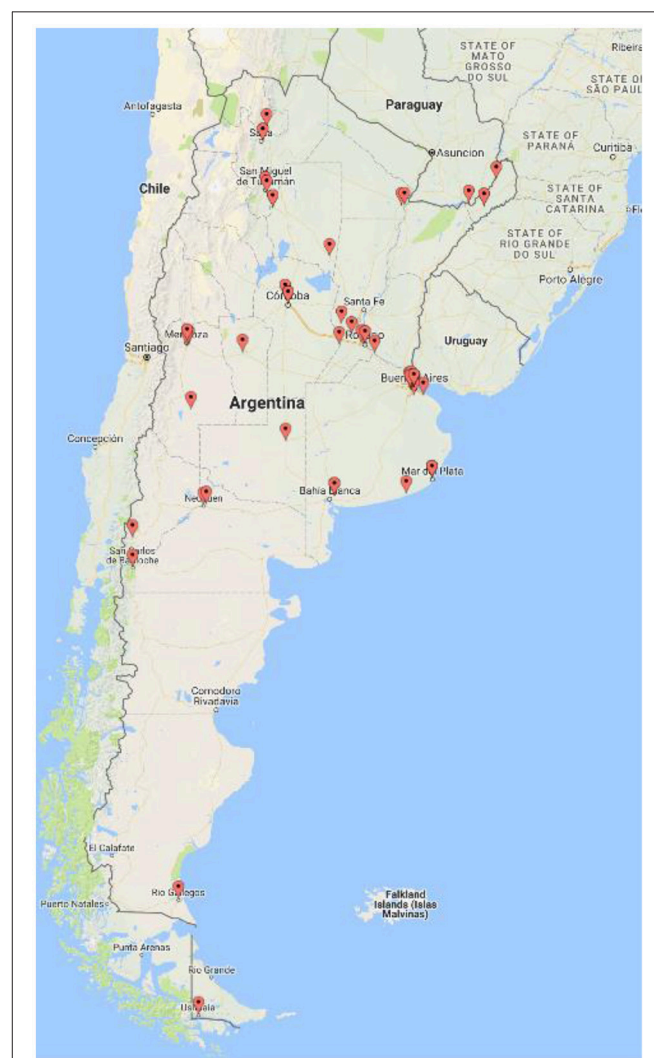 STATE OF
MATO
GROSSO
DO SUL
Ribeira
STATE OF
SÃO PAUL
Antofagasta
Paraguay
Salta
Asuncion
STATE OF
PARANÁ
Curitiba
San Miguel
de Tucumán
Chile
STATE OF
SANTA
CATARINA
STATE OF
RIO GRANDE
DO SUL
Porto Alegre
Córdoba
Santa Fe
Mendoza
Rosario
Santiago
Uruguay
Buenos Aires
Argentina
Concepción
Mar del Plata
Bahía Blanca
Neuquen
San Carlos
de Bariloche
Comodoro
Rivadavia
El Calafate
Rio Gallegos
Falkland
Islands (Islas
Malvinas)
Puerto Natales
Punta Arenas
Rio Grande
Ushuaia